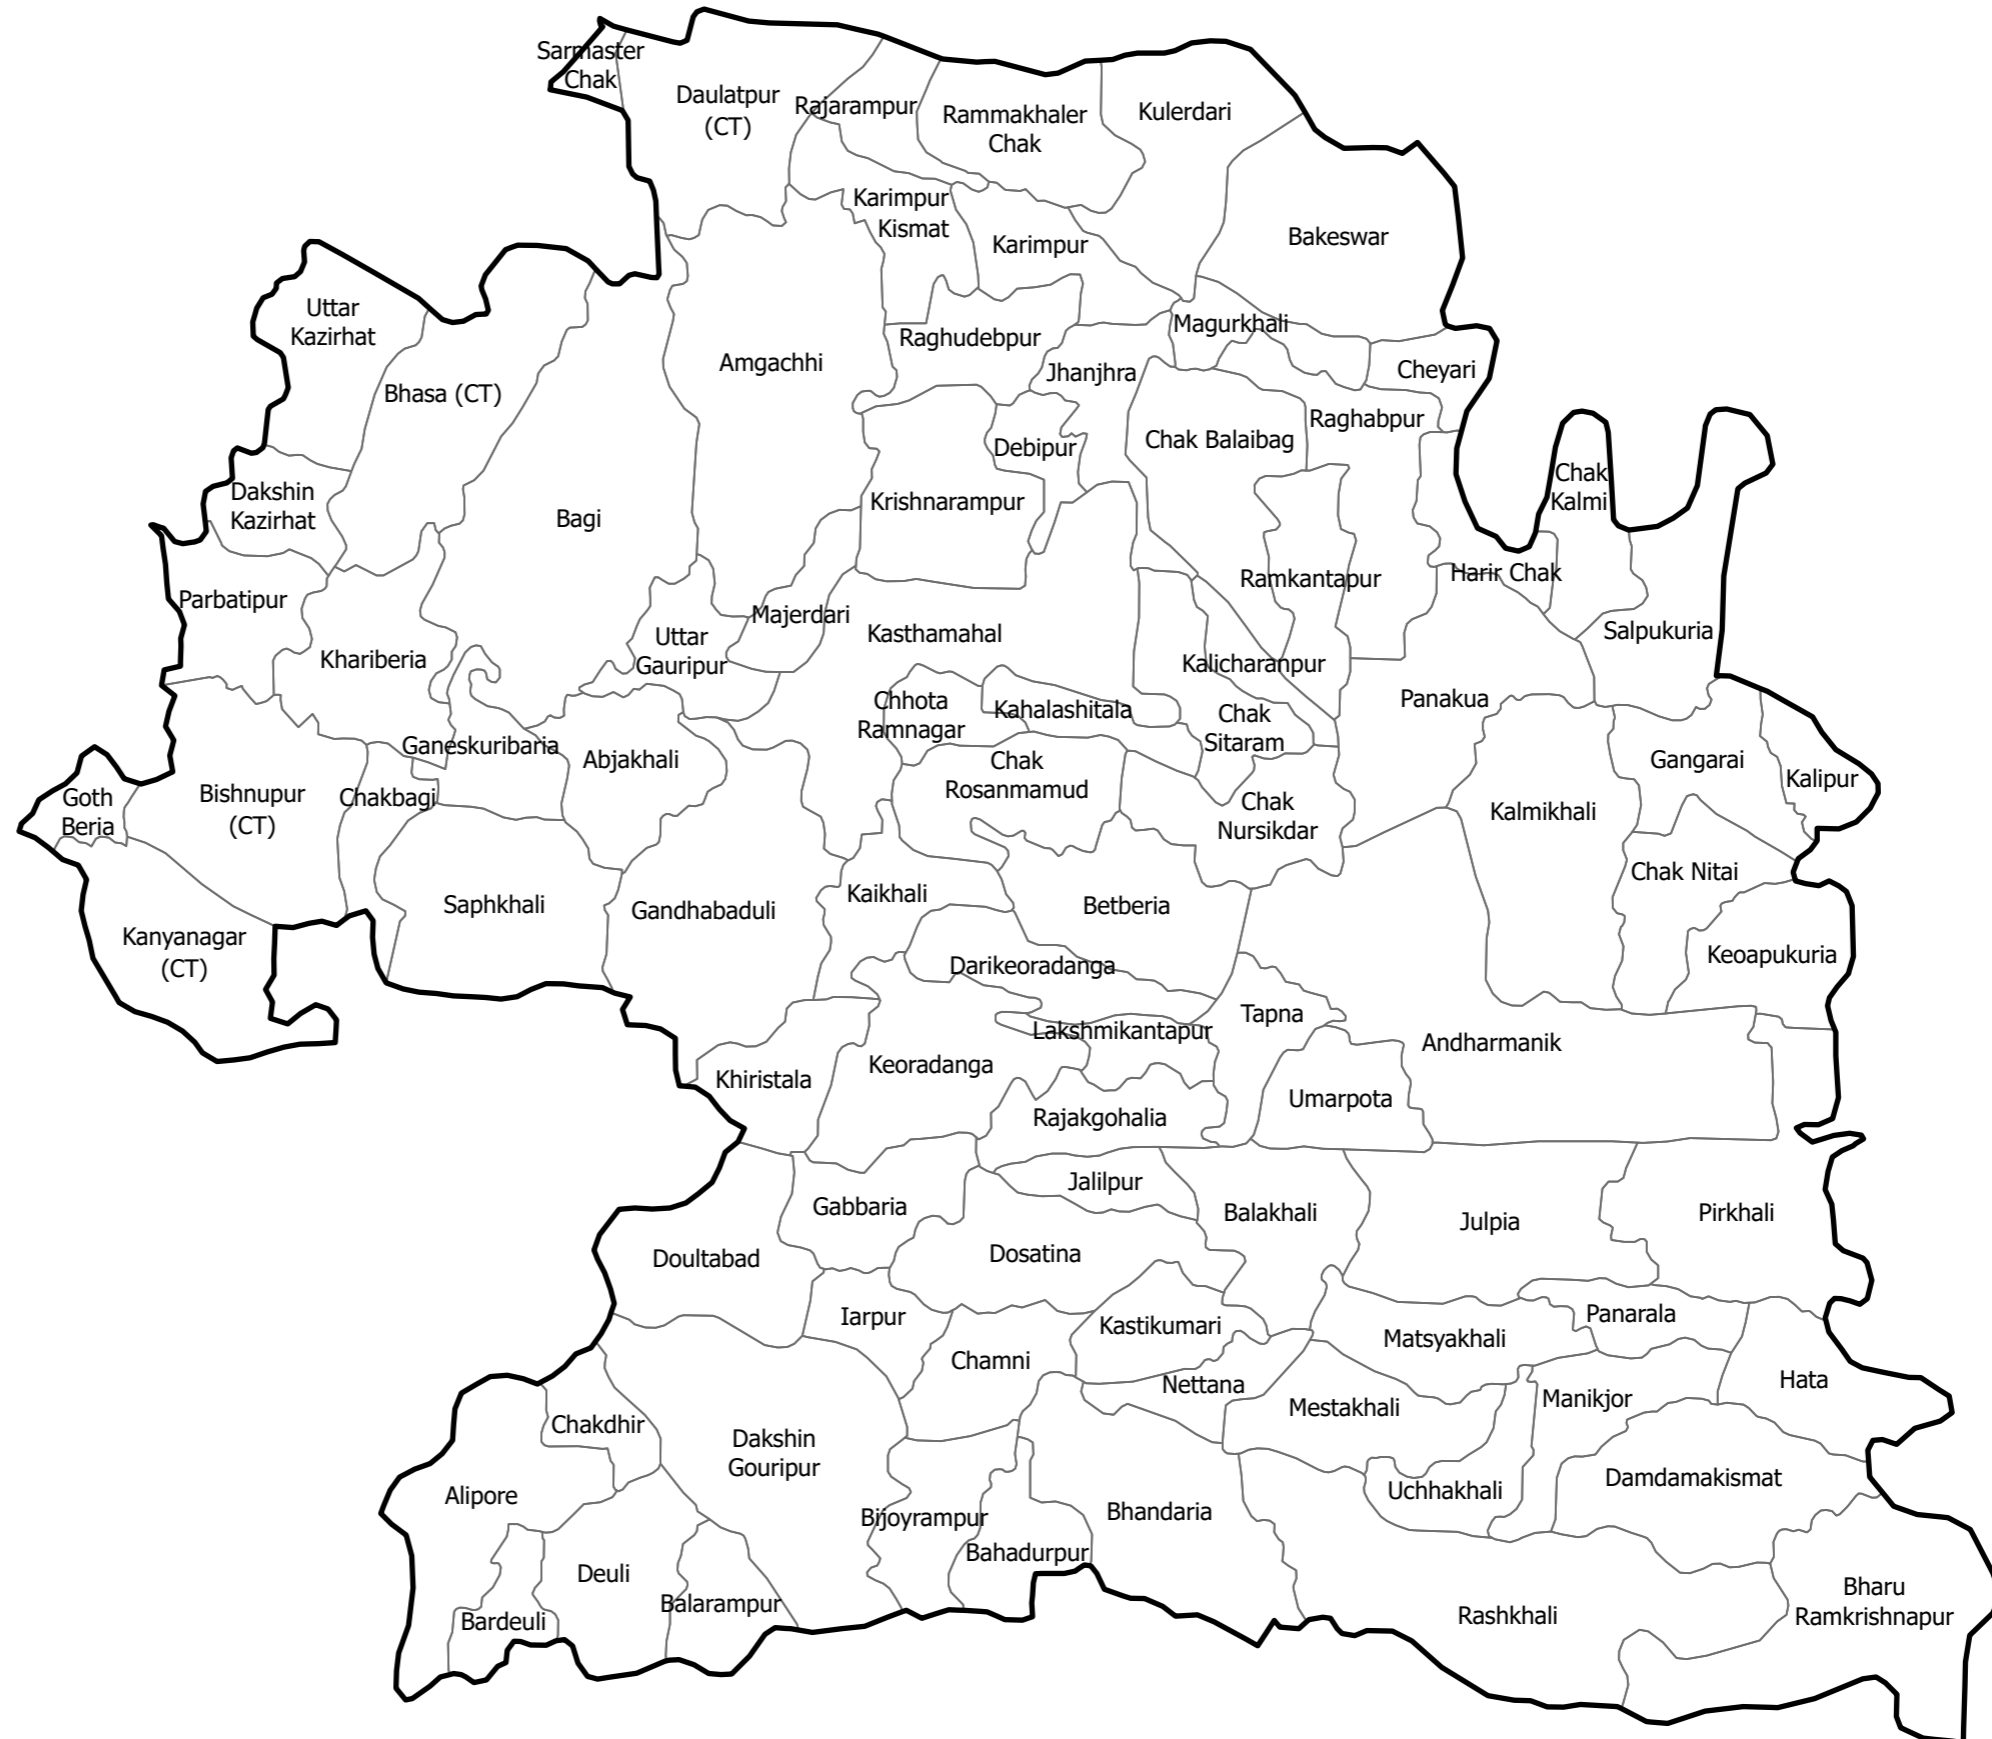 Sarmaster
Chak
Daulatpur
(CT)
Rajarampur
Rammakhaler
Chak
Kulerdari
Karimpur
Kismat
Karimpur
Bakeswar
Uttar
Kazirhat
Bhasa (CT)
Amgachhi
Raghudebpur
Magurkhali
Jhanjhra
Cheyari
Raghabpur
Chak Balaibag
Debipur
Dakshin
Kazirhat
Bagi
Krishnarampur
Chak
Kalmi
Harir Chak
Ramkantapur
Parbatipur
Majerdari
Uttar
Gauripur
Kasthamahal
Salpukuria
Khariberia
Kalicharanpur
Panakua
Chhota
Ramnagar
Kahalashitala
Chak
Sitaram
Ganeskuribaria
Abjakhali
Chak
Rosanmamud
Gangarai
Kalipur
Goth
Beria
Bishnupur
(CT)
Chakbagi
Chak
Nursikdar
Kalmikhali
Chak Nitai
Saphkhali
Gandhabaduli
Kaikhali
Betberia
Kanyanagar
(CT)
Darikeoradanga
Keoapukuria
Tapna
Lakshmikantapur
Andharmanik
Khiristala
Keoradanga
Umarpota
Rajakgohalia
Jalilpur
Gabbaria
Balakhali
Julpia
Pirkhali
Doultabad
Dosatina
Iarpur
Kastikumari
Matsyakhali
Panarala
Chamni
Nettana
Mestakhali
Manikjor
Hata
Chakdhir
Dakshin
Gouripur
Alipore
Bijoyrampur
Bhandaria
Uchhakhali
Damdamakismat
Bahadurpur
Deuli
Balarampur
Bardeuli
Rashkhali
Bharu
Ramkrishnapur